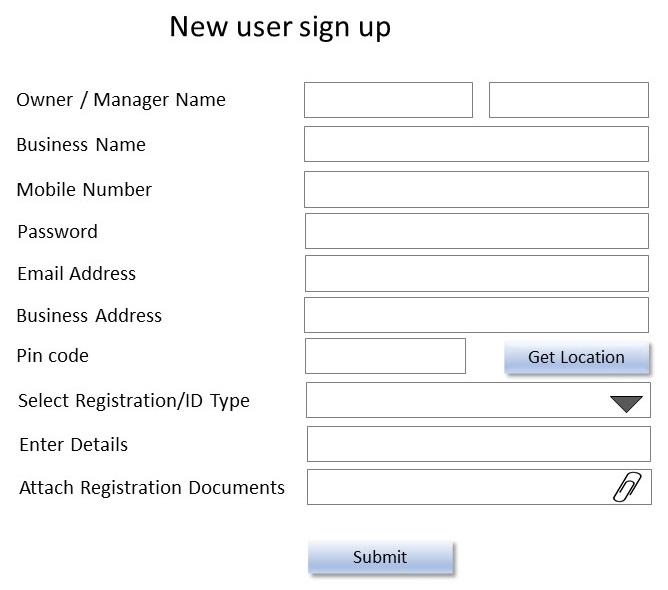 New user sign up
Owner / Manager Name
Business Name
Mobile Number
Password
Email Address
Business Address
Pin code
Get Location
Select Registration/ID Type
Enter Details
Attach Registration Documents
Submit